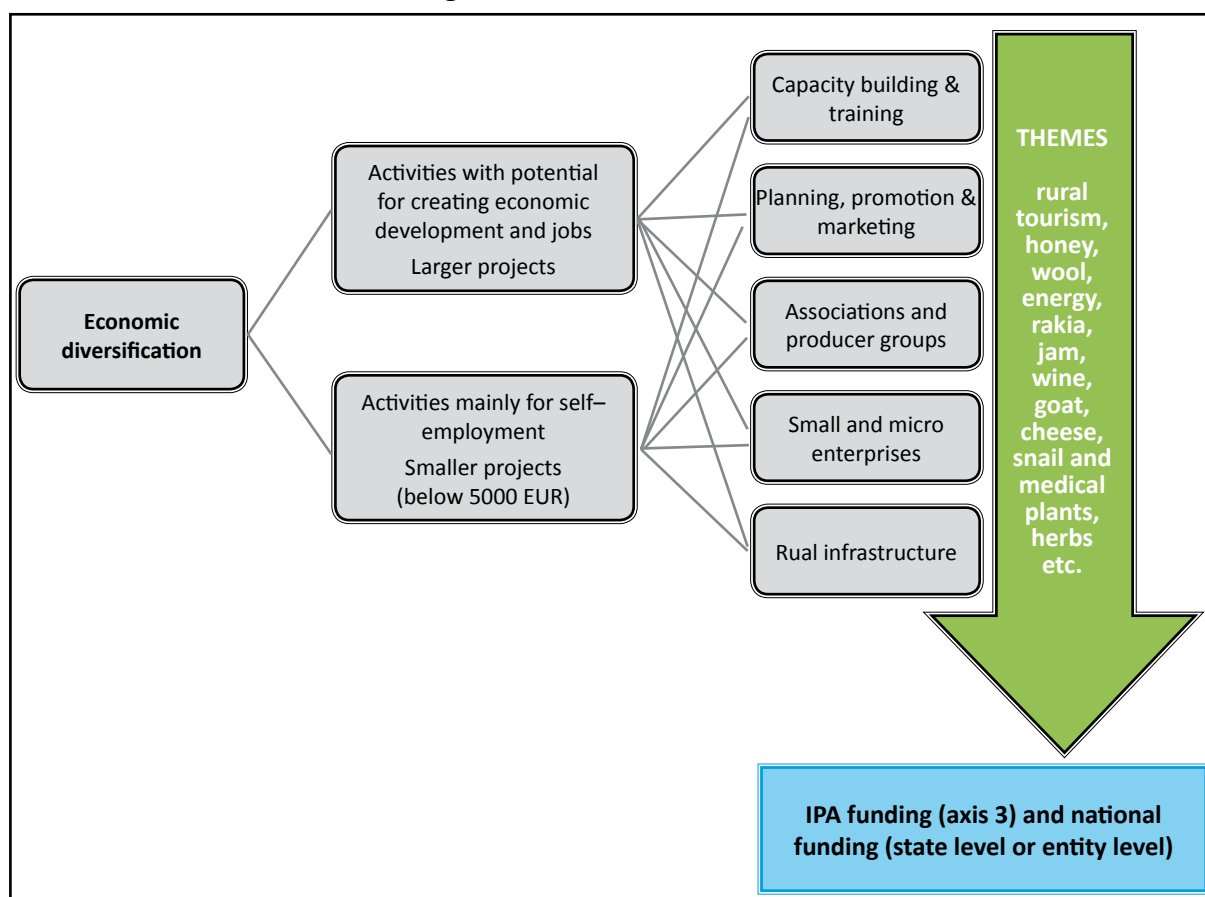 Economic
diversification
Activities with potential
for creating economic
development and jobs
Larger projects
Activities mainly for self–
employment
Smaller projects
(below 5000 EUR)
Capacity building &
training
Planning, promotion &
marketing
Associations and
producer groups
Small and micro
enterprises
Rual infrastructure
THEMES
rural
tourism,
honey,
wool,
energy,
rakia,
jam,
wine,
goat,
cheese,
snail and
medical
plants,
herbs
etc.
IPA funding (axis 3) and national
funding (state level or entity level)